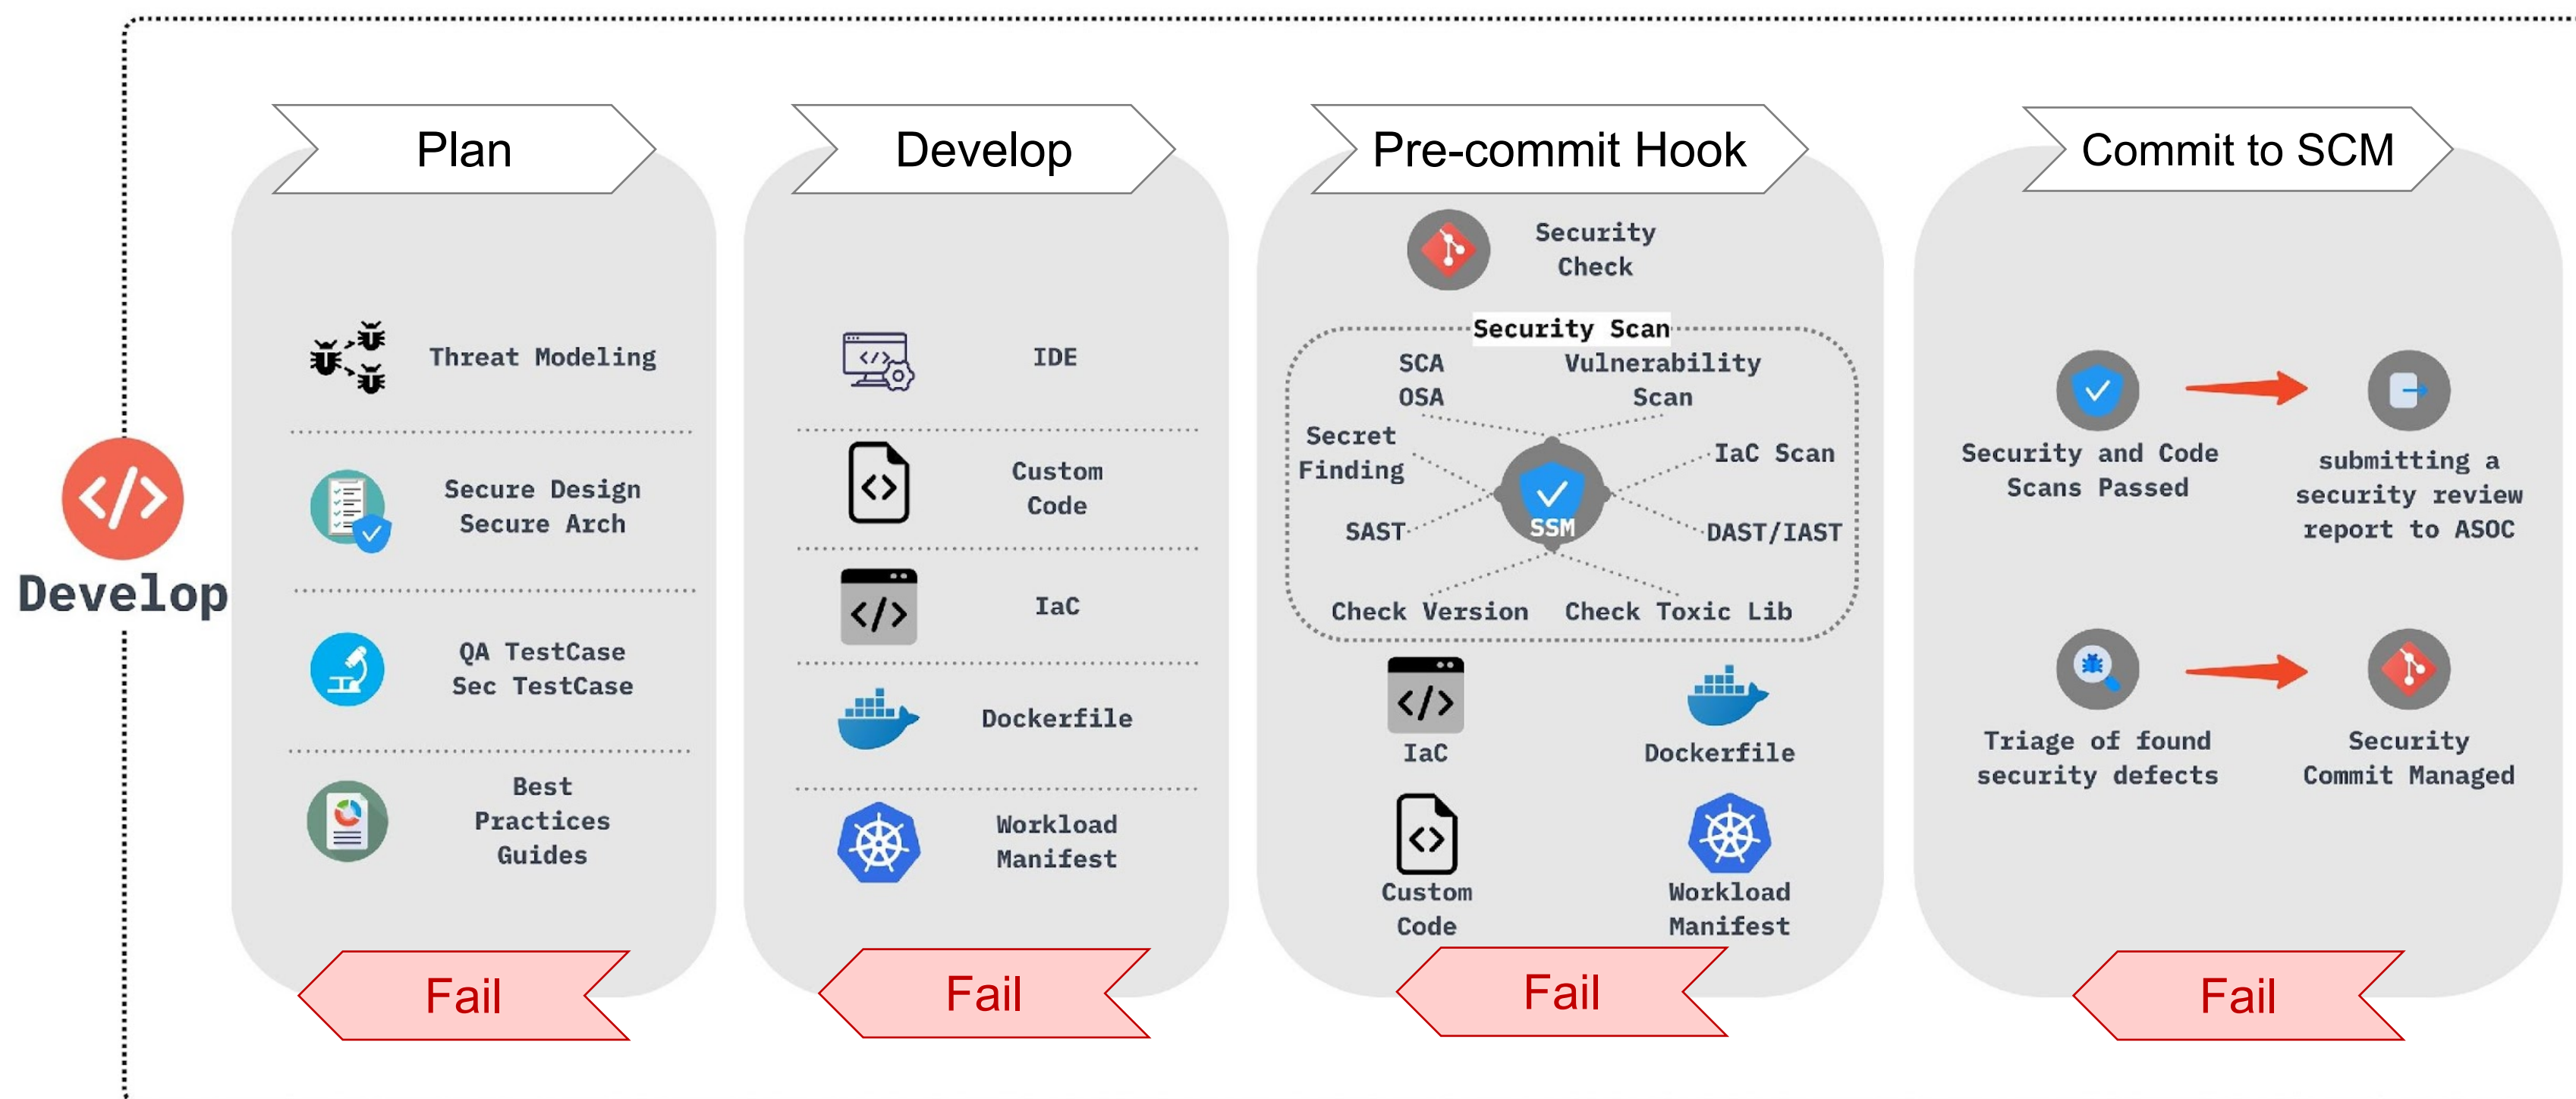 Develop
Plan
Threat Modeling
Secure Design
Secure Arch
QA TestCase
Sec TestCase
Best
Practices
Guides
Fail
Develop
IDE
Custom
Code
IaC
Dockerfile
Workload
Manifest
Fail
Pre-commit Hook
Security
Check
Security Scan
SCA
OSA
Vulnerability
Scan
Secret
Finding
IaC Scan
SAST
SSM
DAST/IAST
Check Version
Check Toxic Lib
IaC
Dockerfile
Custom
Code
Workload
Manifest
Fail
Commit to SCM
Security and Code
Scans Passed
submitting a
security review
report to ASOC
Triage of found
security defects
Security
Commit Managed
Fail